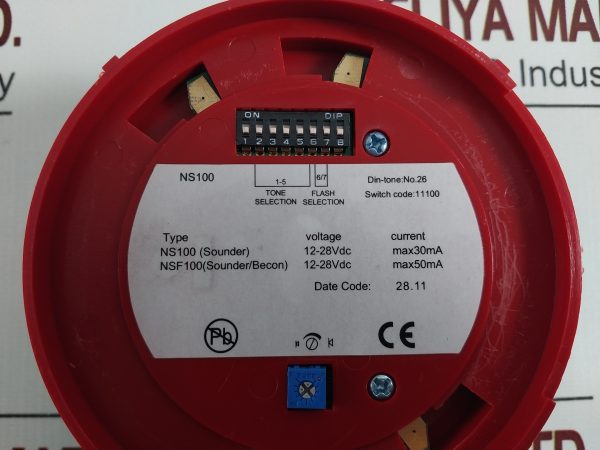 ELIYA MAR
D.
Indus
y
ON DIP
1 2 3 4 5 6 7 8
NS100
1-5
6/7
TONE
SELECTION
FLASH
SELECTION
Din-tone:No.26
Switch code:11100
Type voltage current
NS100 (Sounder) 12-28Vdc max30mA
NSF100(Sounder/Becon) 12-28Vdc max50mA
Date Code: 28.11
Pb
CE